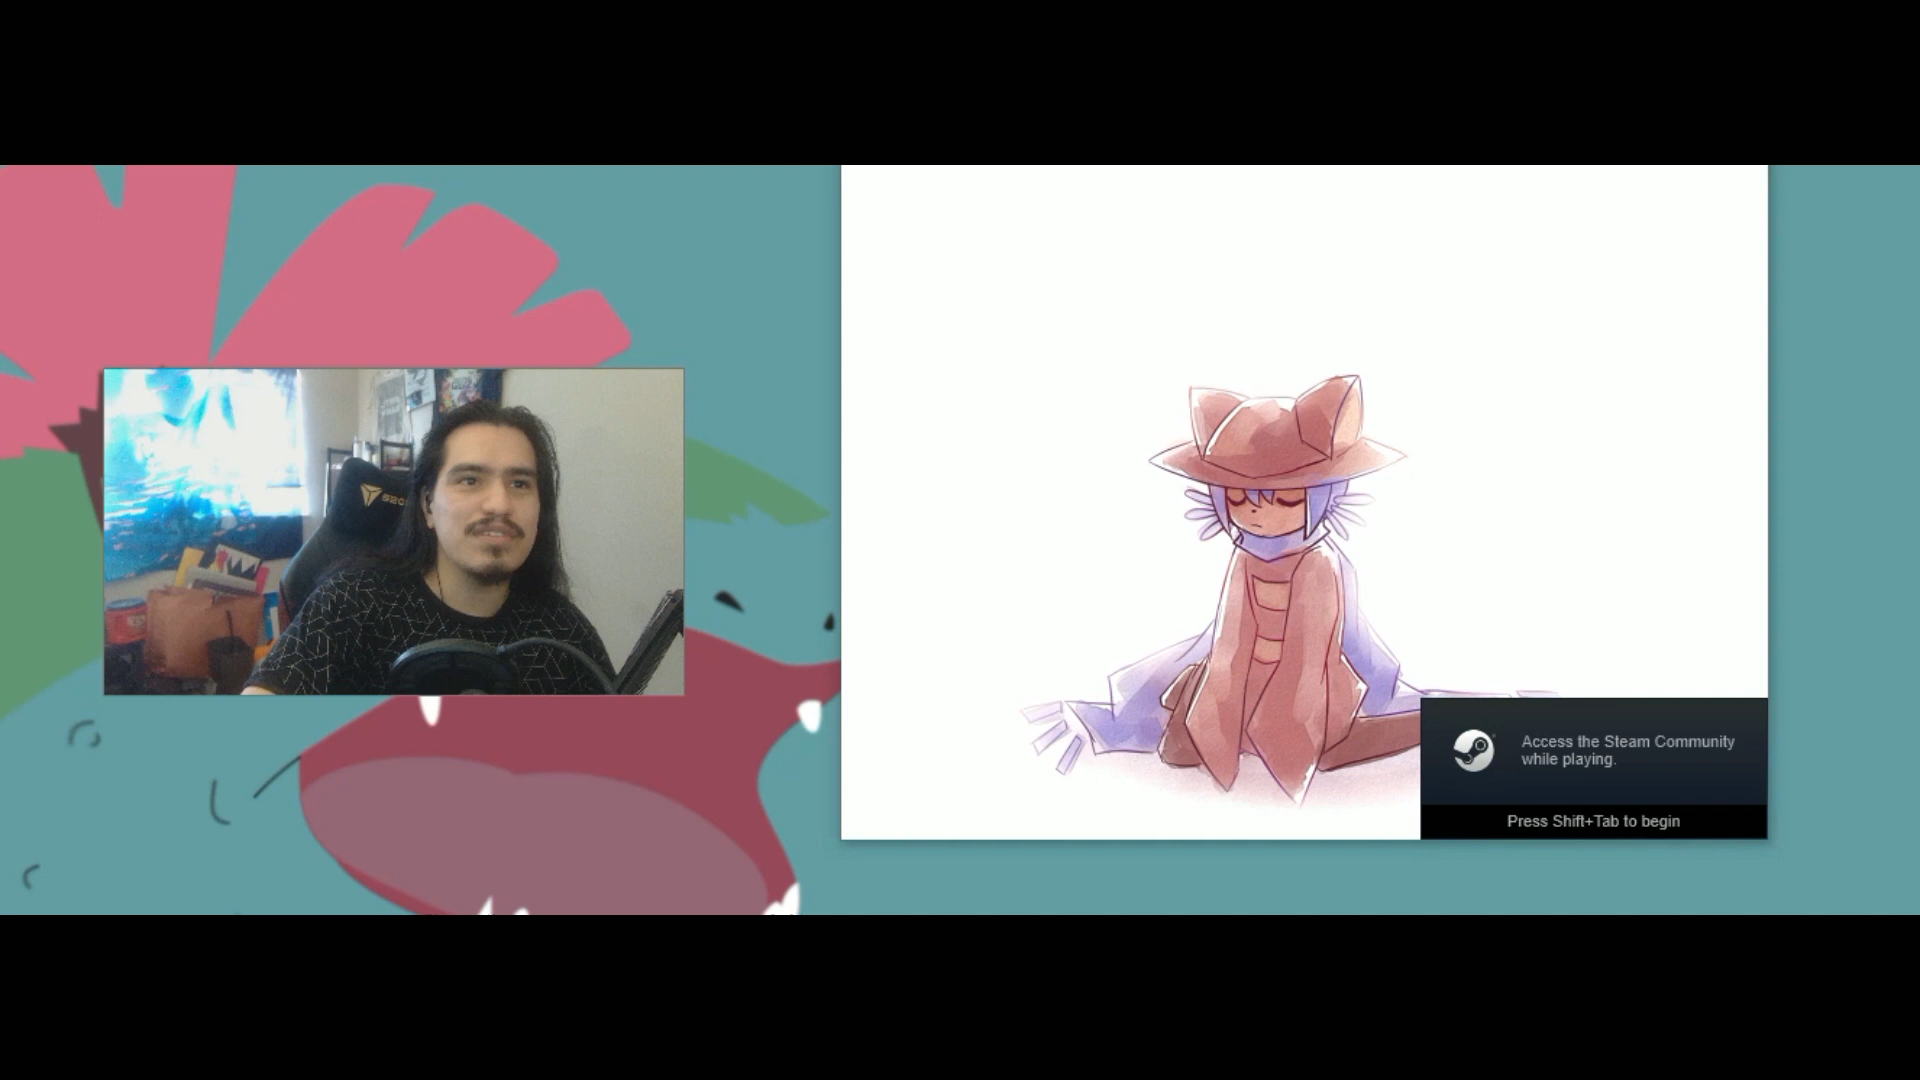 Access the Steam Community
while playing.
Press Shift+Tab to begin